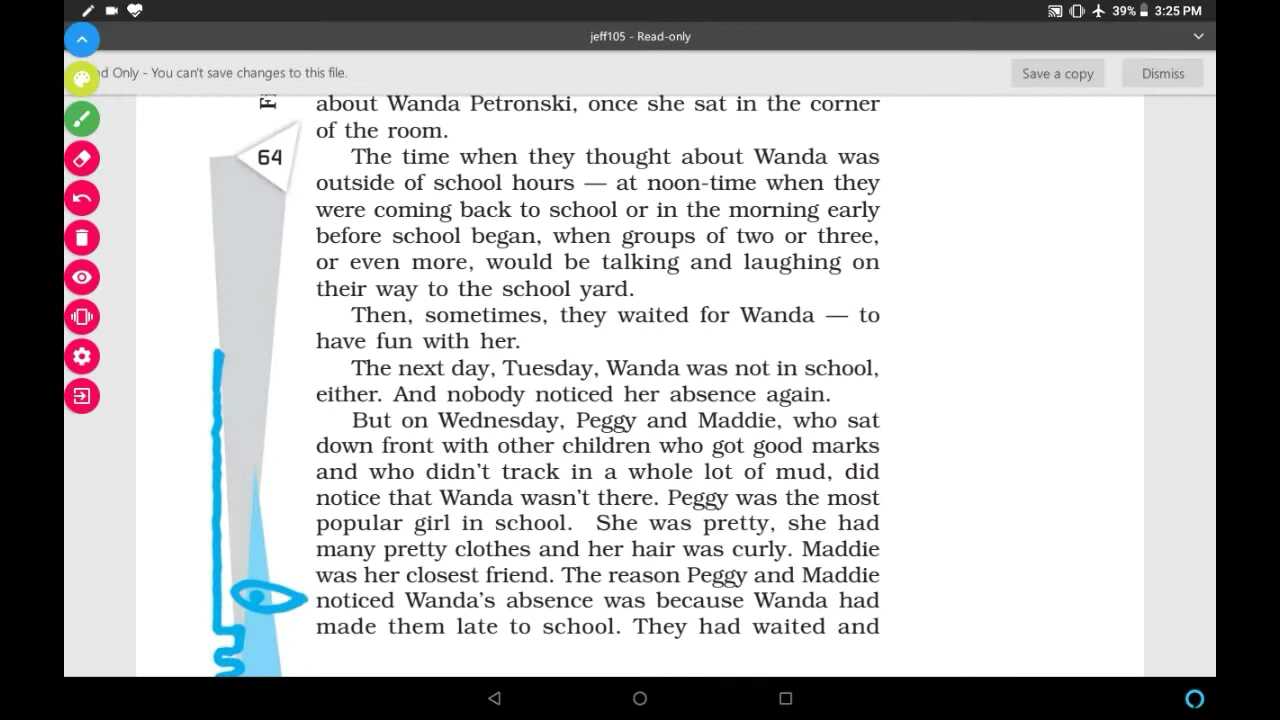 39% 3:25 PM
jeff105 - Read-only
d Only - You can't save changes to this file.
Save a copy
Dismiss
about Wanda Petronski, once she sat in the corner
of the room.
64
The time when they thought about Wanda was
outside of school hours — at noon-time when they
were coming back to school or in the morning early
before school began, when groups of two or three,
or even more, would be talking and laughing on
their way to the school yard.
Then, sometimes, they waited for Wanda — to
have fun with her.
The next day, Tuesday, Wanda was not in school,
either. And nobody noticed her absence again.
But on Wednesday, Peggy and Maddie, who sat
down front with other children who got good marks
and who didn't track in a whole lot of mud, did
notice that Wanda wasn't there. Peggy was the most
popular girl in school. She was pretty, she had
many pretty clothes and her hair was curly. Maddie
was her closest friend. The reason Peggy and Maddie
noticed Wanda's absence was because Wanda had
made them late to school. They had waited and